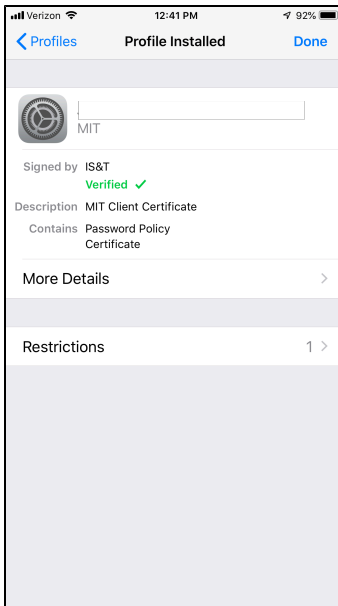 Verizon 12:41 PM 92%
Profiles Profile Installed Done
MIT
Signed by IS&T
Verified
Description MIT Client Certificate
Contains Password Policy
Certificate
More Details
Restrictions 1